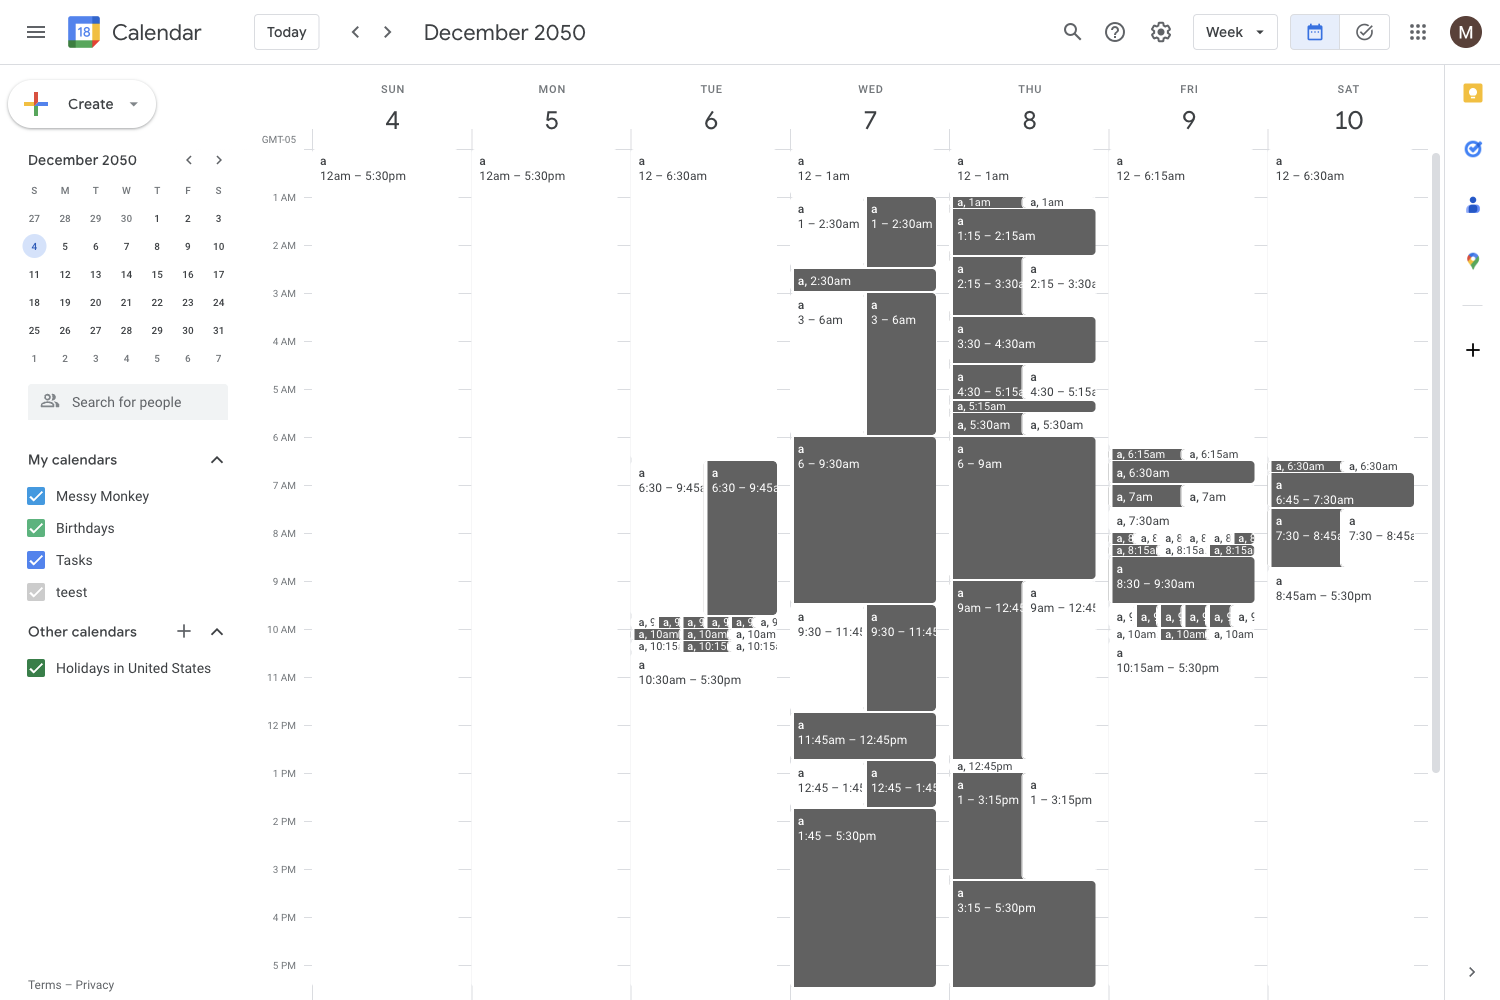 18 Calendar
Today
December 2050
Week
M
Create
December 2050
S M T W T F S
27 28 29 30 1 2 3
4 5 6 7 8 9 10
11 12 13 14 15 16 17
18 19 20 21 22 23 24
25 26 27 28 29 30 31
1 2 3 4 5 6 7
Search for people
My calendars
Messy Monkey
Birthdays
Tasks
teest
Other calendars
Holidays in United States
Terms – Privacy
GMT-05
1 AM
2 AM
3 AM
4 AM
5 AM
6 AM
7 AM
8 AM
9 AM
10 AM
11 AM
12 PM
1 PM
2 PM
3 PM
4 PM
5 PM
SUN
4
a
12am – 5:30pm
MON
5
a
12am – 5:30pm
TUE
6
a
12 – 6:30am
a
6:30 – 9:45a
a
6:30 – 9:45a
a, 9 a, 9 a, 9 a, 9 a, 9 a, 9
a, 10am a, 10am a, 10am
a, 10:15 a, 10:15 a, 10:15
a
10:30am – 5:30pm
WED
7
a
12 – 1am
a
1 – 2:30am
a
1 – 2:30am
a, 2:30am
a
3 – 6am
a
3 – 6am
a
6 – 9:30am
a
9:30 – 11:45
a
9:30 – 11:45
a
11:45am – 12:45pm
a
12:45 – 1:45
a
12:45 – 1:45
a
1:45 – 5:30pm
THU
8
a
12 – 1am
a, 1am a, 1am
a
1:15 – 2:15am
a
2:15 – 3:30a
a
2:15 – 3:30a
a
3:30 – 4:30am
a
4:30 – 5:15a
a
4:30 – 5:15a
a, 5:15am
a, 5:30am a, 5:30am
a
6 – 9am
a
9am – 12:45
a
9am – 12:45
a, 12:45pm
a
1 – 3:15pm
a
1 – 3:15pm
a
3:15 – 5:30pm
FRI
9
a
12 – 6:15am
a, 6:15am a, 6:15am
a, 6:30am
a, 7am a, 7am
a, 7:30am
a, 8 a, 8 a, 8 a, 8 a, 8 a, 8
a, 8:15a a, 8:15a a, 8:15a
a
8:30 – 9:30am
a, 9 a, 9 a, 9 a, 9 a, 9 a, 9
a, 10am a, 10am a, 10am
a
10:15am – 5:30pm
SAT
10
a
12 – 6:30am
a, 6:30am a, 6:30am
a
6:45 – 7:30am
a
7:30 – 8:45a
a
7:30 – 8:45a
a
8:45am – 5:30pm